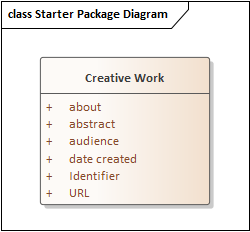 class Starter Package Diagram
Creative Work
+ about
+ abstract
+ audience
+ date created
+ Identifier
+ URL